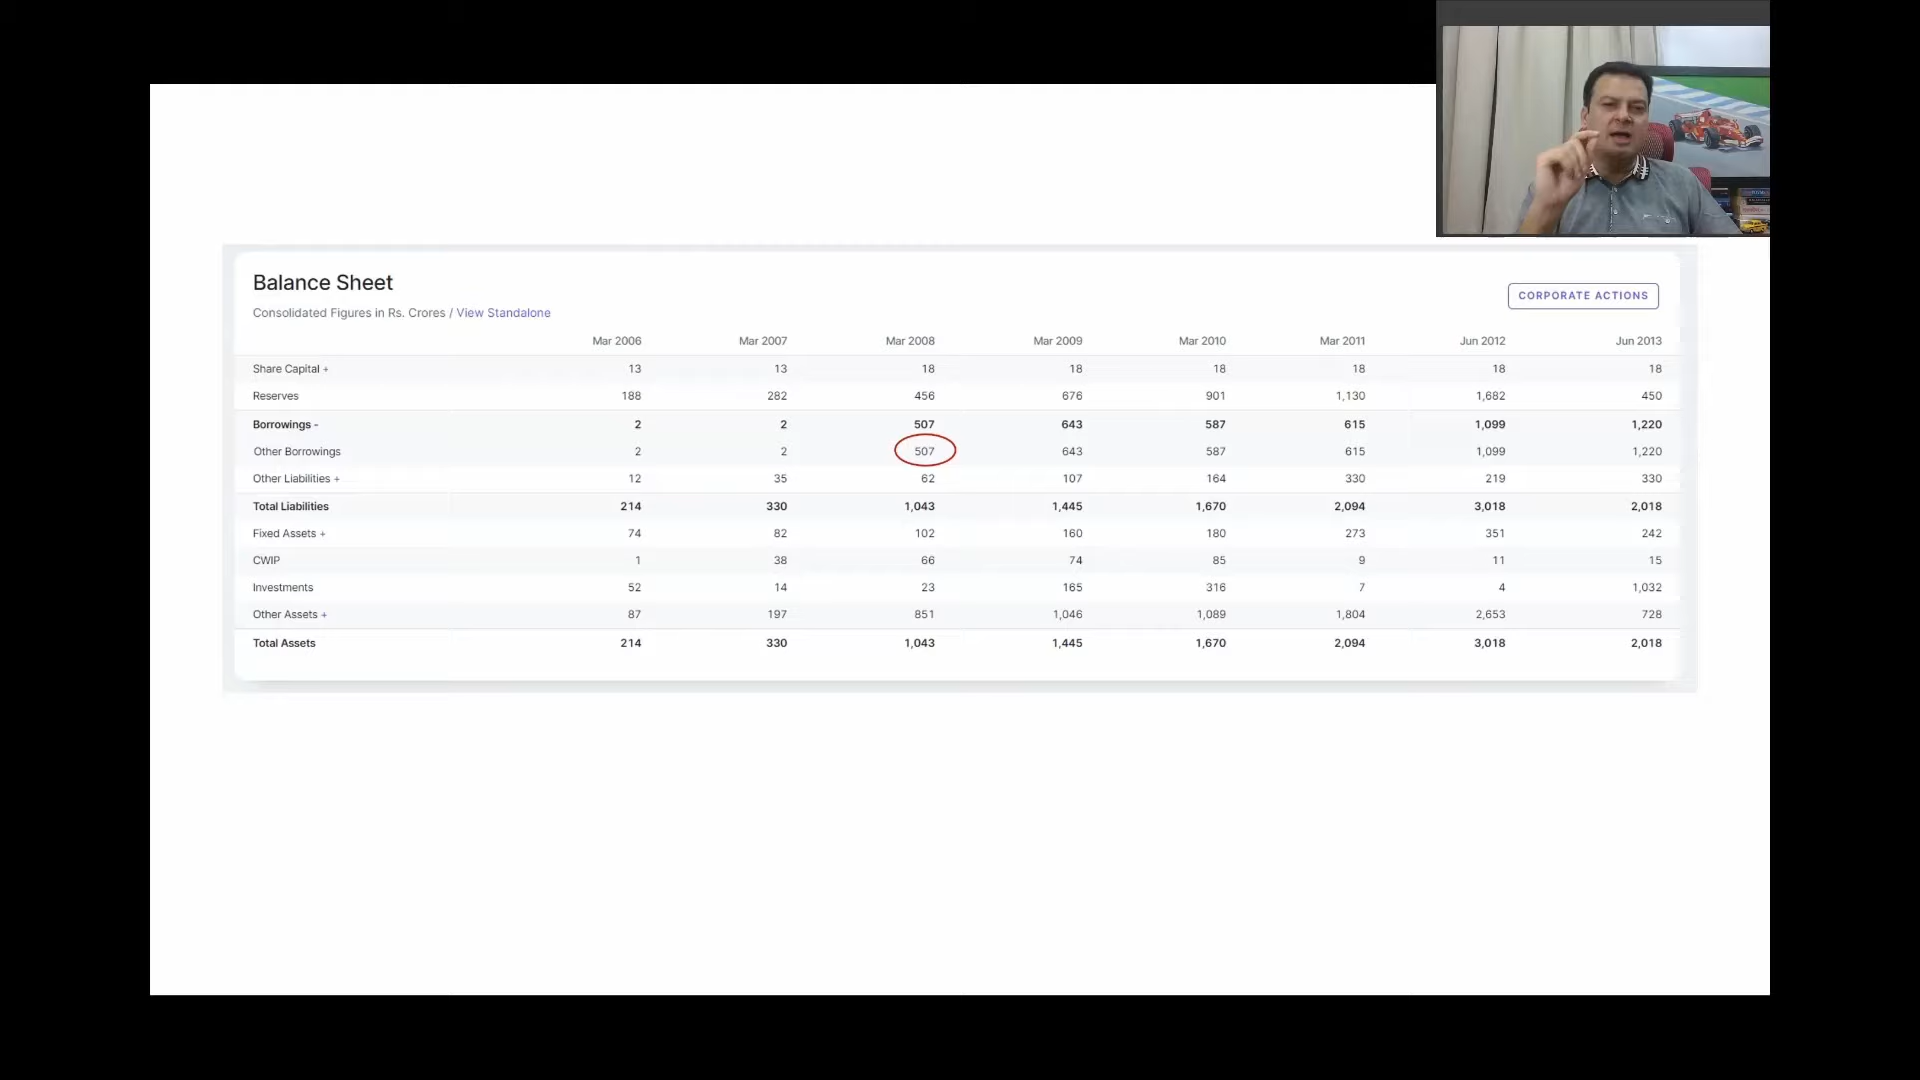 Balance Sheet
CORPORATE ACTIONS
Consolidated Figures in Rs. Crores / View Standalone
Mar 2006 Mar 2007 Mar 2008 Mar 2009 Mar 2010 Mar 2011 Jun 2012 Jun 2013
Share Capital + 13 13 18 18 18 18 18 18
Reserves 188 282 456 676 901 1,130 1,682 450
Borrowings - 2 2 507 643 587 615 1,099 1,220
Other Borrowings 2 2 507 643 587 615 1,099 1,220
Other Liabilities + 12 35 62 107 164 330 219 330
Total Liabilities 214 330 1,043 1,445 1,670 2,094 3,018 2,018
Fixed Assets + 74 82 102 160 180 273 351 242
CWIP 1 38 66 74 85 9 11 15
Investments 52 14 23 165 316 7 4 1,032
Other Assets + 87 197 851 1,046 1,089 1,804 2,653 728
Total Assets 214 330 1,043 1,445 1,670 2,094 3,018 2,018